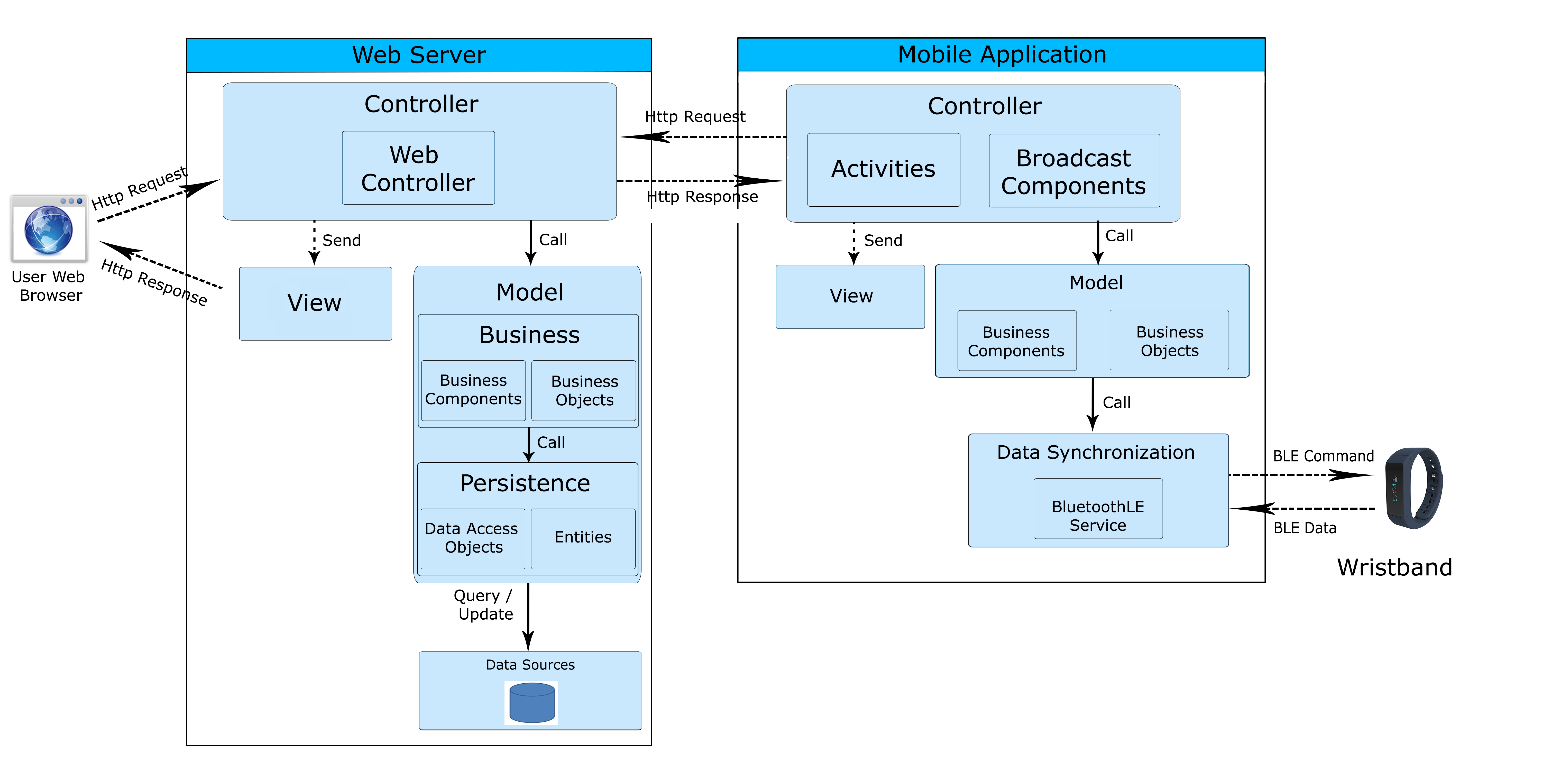 Web Server
Controller
Web
Controller
Http Request
Http Response
User Web
Browser
Send
Call
View
Model
Business
Business
Components
Business
Objects
Call
Persistence
Data Access
Objects
Entities
Query /
Update
Data Sources
Http Request
Http Response
Mobile Application
Controller
Activities
Broadcast
Components
Send
Call
View
Model
Business
Components
Business
Objects
Call
Data Synchronization
BluetoothLE
Service
BLE Command
BLE Data
Wristband